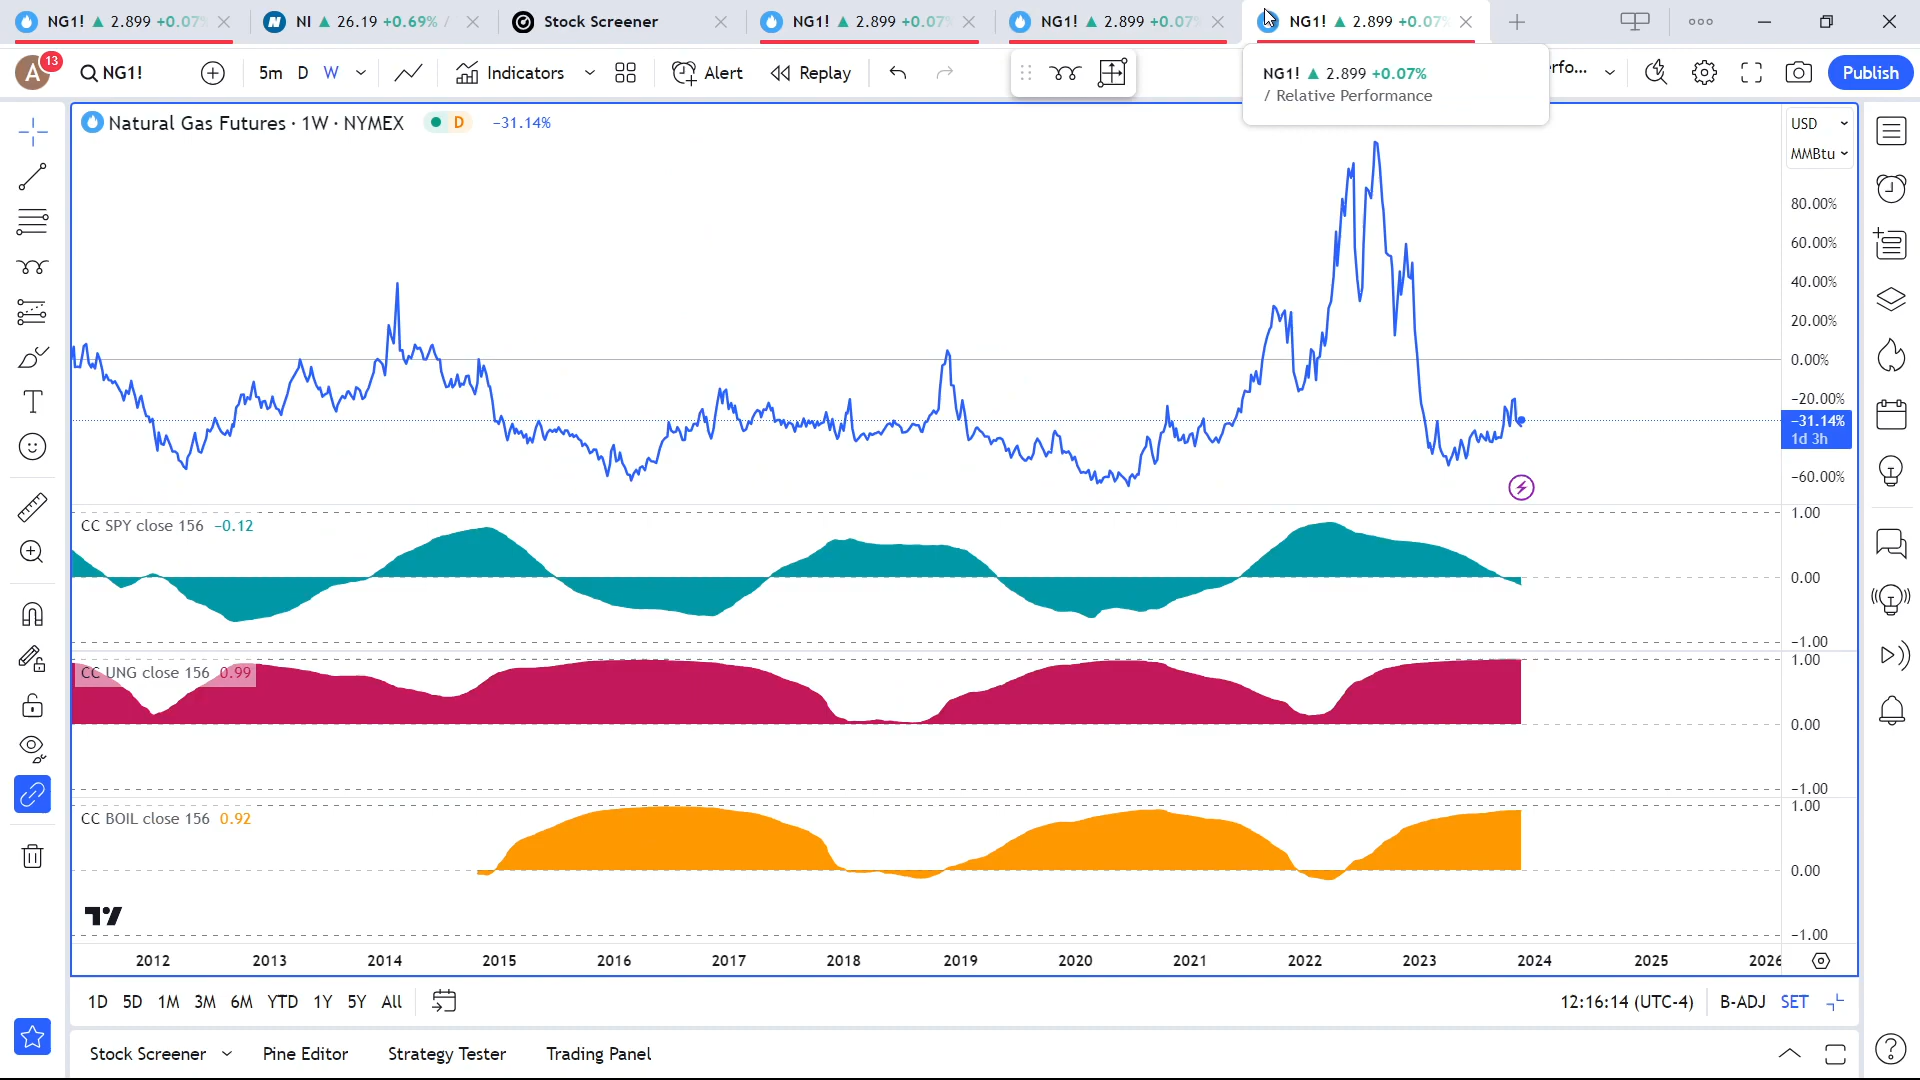 NG1! ▲ 2.899 +0.07
NI ▲ 26.19 +0.69% /
Stock Screener
NG1! ▲ 2.899 +0.07
NG1! ▲ 2.899 +0.07
NG1! ▲ 2.899 +0.07
A 13
NG1!
5m D W
Indicators
Alert
Replay
rfo...
Publish
NG1! ▲ 2.899 +0.07%
/ Relative Performance
Natural Gas Futures · 1W · NYMEX D −31.14%
USD
MMBtu
80.00%
60.00%
40.00%
20.00%
0.00%
−20.00%
−31.14%
1d 3h
−60.00%
CC SPY close 156 −0.12
1.00
0.00
−1.00
CC UNG close 156 0.99
1.00
0.00
−1.00
CC BOIL close 156 0.92
1.00
0.00
−1.00
2012 2013 2014 2015 2016 2017 2018 2019 2020 2021 2022 2023 2024 2025 2026
1D 5D 1M 3M 6M YTD 1Y 5Y All
12:16:14 (UTC-4) B-ADJ SET
Stock Screener Pine Editor Strategy Tester Trading Panel